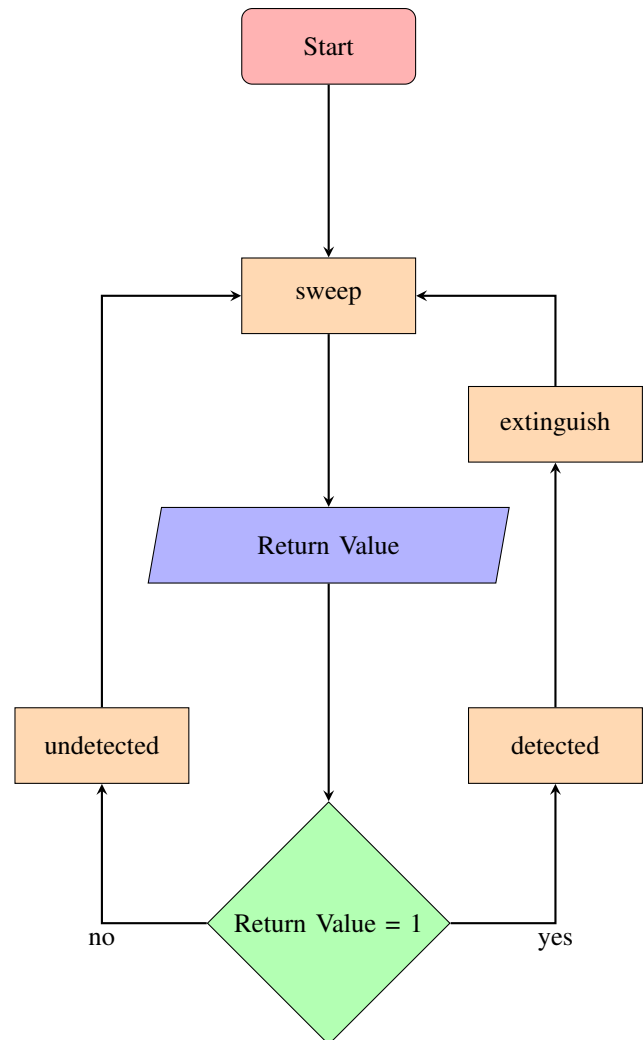 Start
sweep
extinguish
Return Value
undetected
detected
Return Value = 1
no
yes